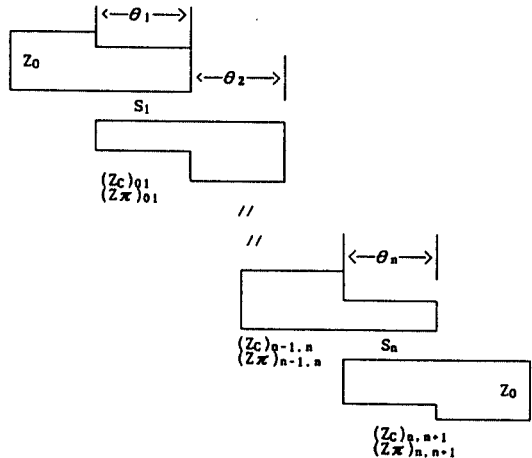 θ₁
Z₀
θ₂
S₁
(Zc)₀₁
(Zπ)₀₁
//
//
θₙ
(Zc)ₙ₋₁.ₙ
(Zπ)ₙ₋₁.ₙ
Sₙ
Z₀
(Zc)ₙ,ₙ₊₁
(Zπ)ₙ,ₙ₊₁